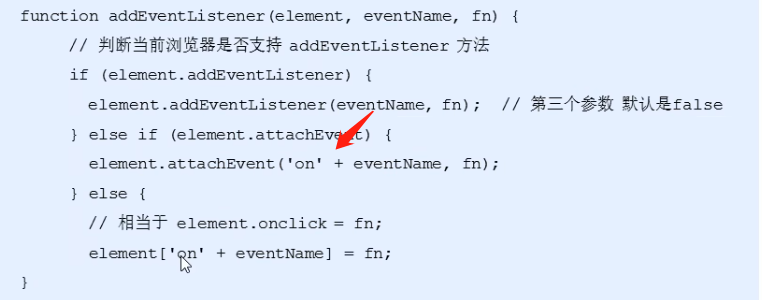 function addEventListener(element, eventName, fn) {
// 判断当前浏览器是否支持 addEventListener 方法
if (element.addEventListener) {
element.addEventListener(eventName, fn);  // 第三个参数 默认是false
} else if (element.attachEvent) {
element.attachEvent('on' + eventName, fn);
} else {
// 相当于 element.onclick = fn;
element['on' + eventName] = fn;
}